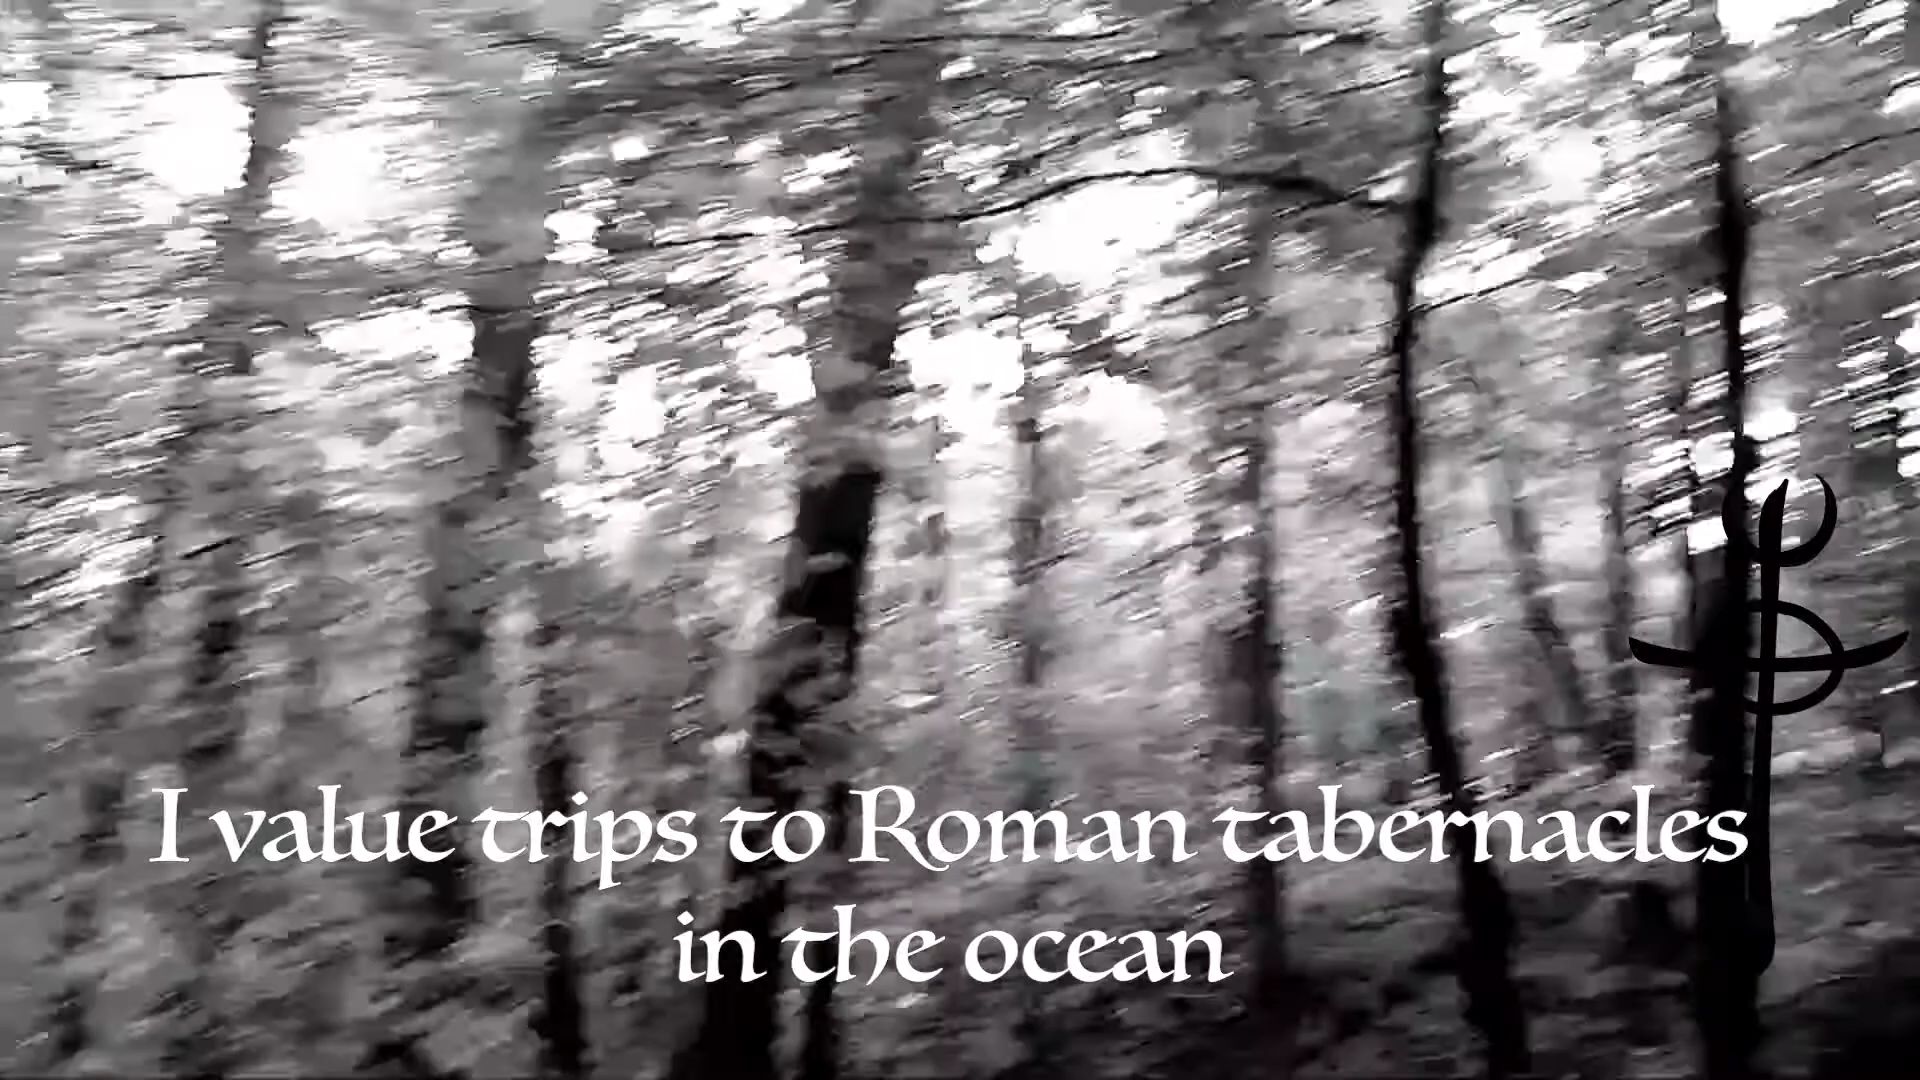 I value trips to Roman tabernacles
in the ocean